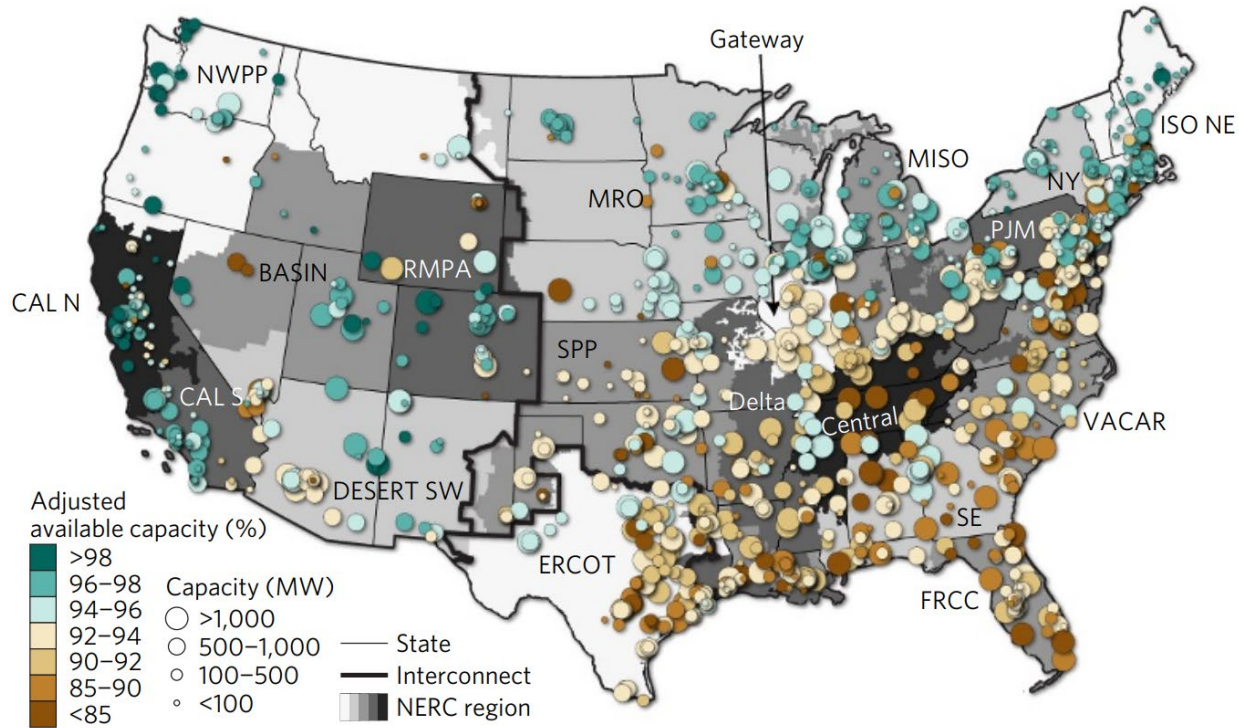 Gateway
NWPP
ISO NE
MISO
MRO
NY
PJM
BASIN
RMPA
CAL N
SPP
CAL S
Delta
Central
VACAR
DESERT SW
SE
ERCOT
FRCC
Adjusted
available capacity (%)
>98
96–98
94–96
92–94
90–92
85–90
<85
Capacity (MW)
>1,000
500–1,000
100–500
<100
State
Interconnect
NERC region